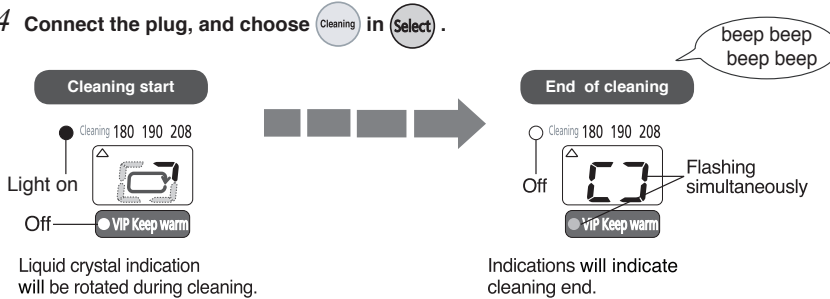 4 Connect the plug, and choose Cleaning in Select .
beep beep
beep beep
Cleaning start
End of cleaning
Cleaning 180 190 208
Cleaning 180 190 208
Light on
Off
Flashing
simultaneously
Off
VIP Keep warm
VIP Keep warm
Liquid crystal indication
will be rotated during cleaning.
Indications will indicate
cleaning end.